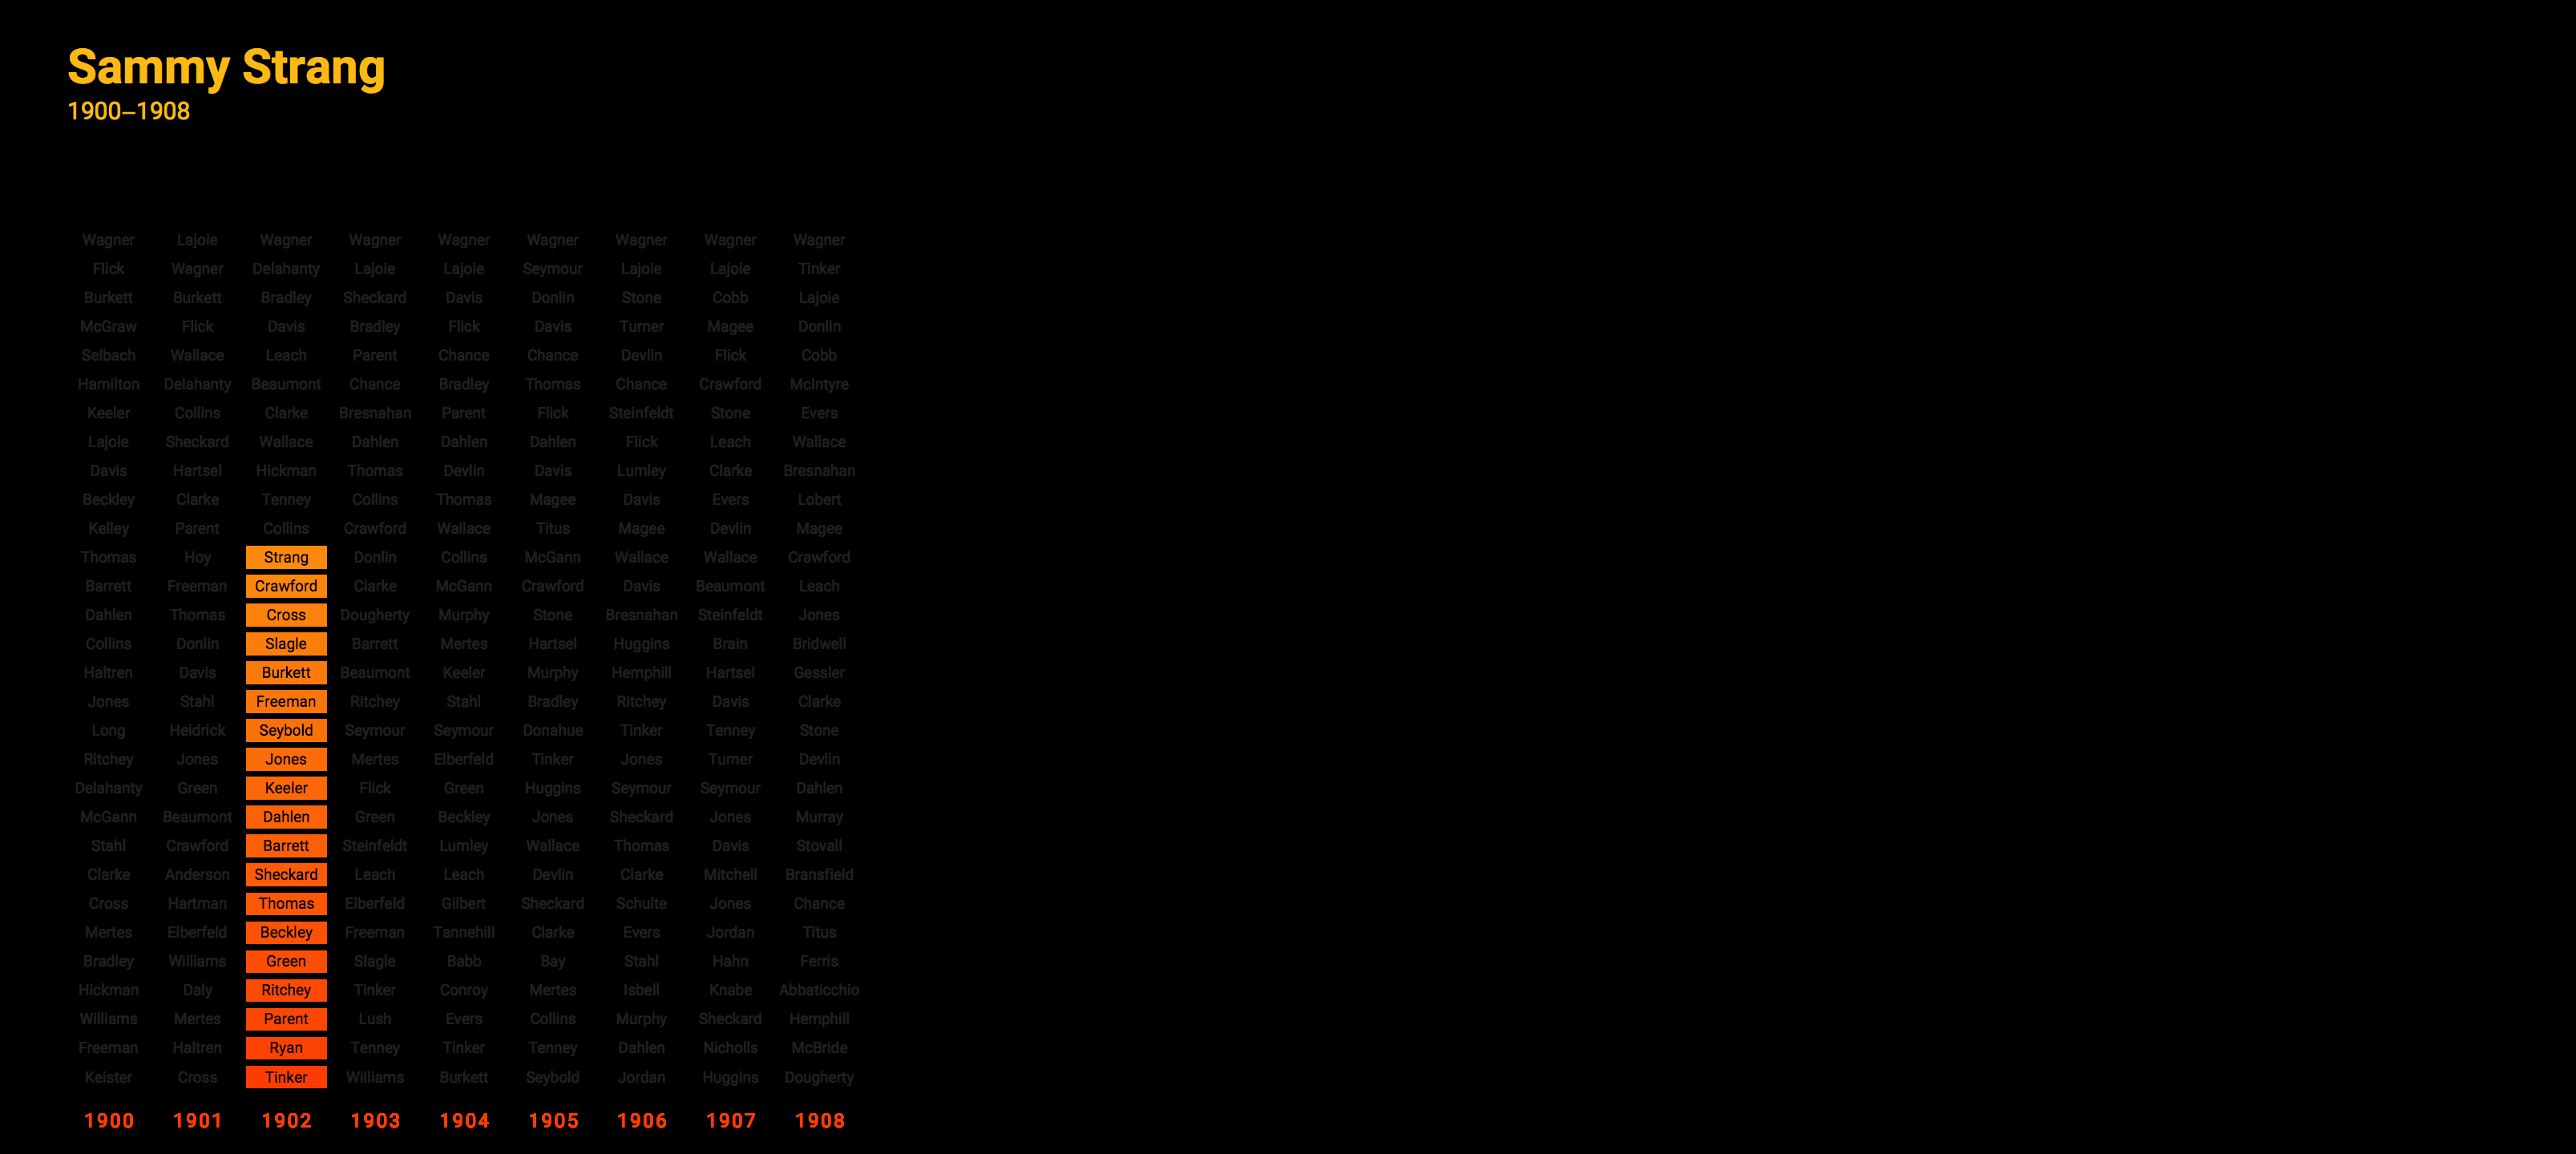 Sammy Strang
1900–1908
Wagner Lajoie Wagner Wagner Wagner Wagner Wagner Wagner Wagner
Flick Wagner Delahanty Lajoie Lajoie Seymour Lajoie Lajoie Tinker
Burkett Burkett Bradley Sheckard Davis Donlin Stone Cobb Lajoie
McGraw Flick Davis Bradley Flick Davis Turner Magee Donlin
Selbach Wallace Leach Parent Chance Chance Devlin Flick Cobb
Hamilton Delahanty Beaumont Chance Bradley Thomas Chance Crawford McIntyre
Keeler Collins Clarke Bresnahan Parent Flick Steinfeldt Stone Evers
Lajoie Sheckard Wallace Dahlen Dahlen Dahlen Flick Leach Wallace
Davis Hartsel Hickman Thomas Devlin Davis Lumley Clarke Bresnahan
Beckley Clarke Tenney Collins Thomas Magee Davis Evers Lobert
Kelley Parent Collins Crawford Wallace Titus Magee Devlin Magee
Thomas Hoy Strang Donlin Collins McGann Wallace Wallace Crawford
Barrett Freeman Crawford Clarke McGann Crawford Davis Beaumont Leach
Dahlen Thomas Cross Dougherty Murphy Stone Bresnahan Steinfeldt Jones
Collins Donlin Slagle Barrett Mertes Hartsel Huggins Brain Bridwell
Haltren Davis Burkett Beaumont Keeler Murphy Hemphill Hartsel Gessler
Jones Stahl Freeman Ritchey Stahl Bradley Ritchey Davis Clarke
Long Heidrick Seybold Seymour Seymour Donahue Tinker Tenney Stone
Ritchey Jones Jones Mertes Elberfeld Tinker Jones Turner Devlin
Delahanty Green Keeler Flick Green Huggins Seymour Seymour Dahlen
McGann Beaumont Dahlen Green Beckley Jones Sheckard Jones Murray
Stahl Crawford Barrett Steinfeldt Lumley Wallace Thomas Davis Stovall
Clarke Anderson Sheckard Leach Leach Devlin Clarke Mitchell Bransfield
Cross Hartman Thomas Elberfeld Gilbert Sheckard Schulte Jones Chance
Mertes Elberfeld Beckley Freeman Tannehill Clarke Evers Jordan Titus
Bradley Williams Green Slagle Babb Bay Stahl Hahn Ferris
Hickman Daly Ritchey Tinker Conroy Mertes Isbell Knabe Abbaticchio
Williams Mertes Parent Lush Evers Collins Murphy Sheckard Hemphill
Freeman Haltren Ryan Tenney Tinker Tenney Dahlen Nicholls McBride
Keister Cross Tinker Williams Burkett Seybold Jordan Huggins Dougherty
1900 1901 1902 1903 1904 1905 1906 1907 1908